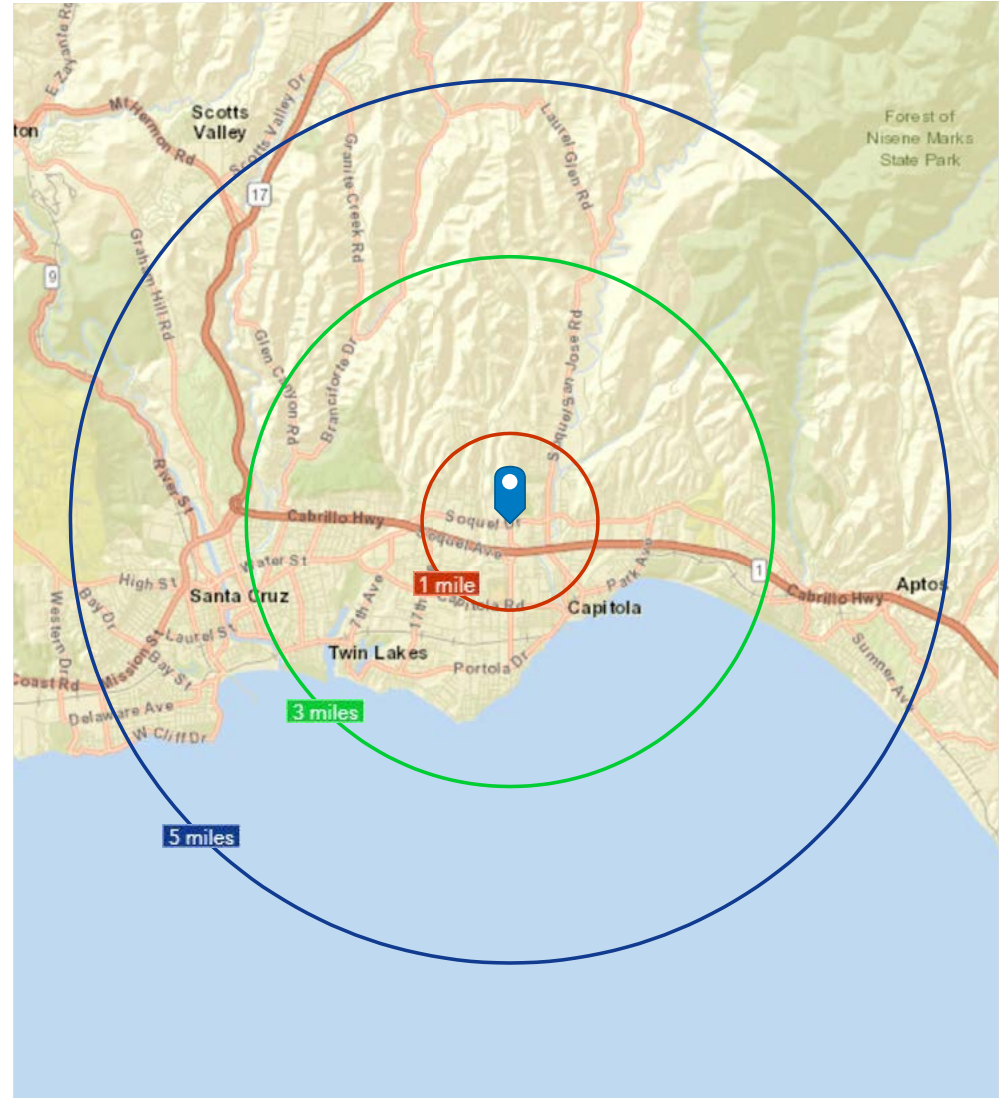 E Zayante Rd
Mt Hermon Rd
Scotts
Valley
Scotts Valley Dr
ton
17
Granite Creek Rd
Laurel Glen Rd
Forest of
Nisene Marks
State Park
9
Graham Hill Rd
Glen Canyon Rd
Branciforte Dr
Soquel San Jose Rd
River St
Cabrillo Hwy
Soquel Dr
Soquel Ave
Water St
1
High St
Santa Cruz
7th Ave
17th
1 mile
Capitola Rd
Park Ave
Capitola
Cabrillo Hwy
Aptos
Western Dr
Bay Dr
Laurel St
Mission St
Bay St
Twin Lakes
Portola Dr
Sumner Ave
Coast Rd
Delaware Ave
W Cliff Dr
3 miles
5 miles